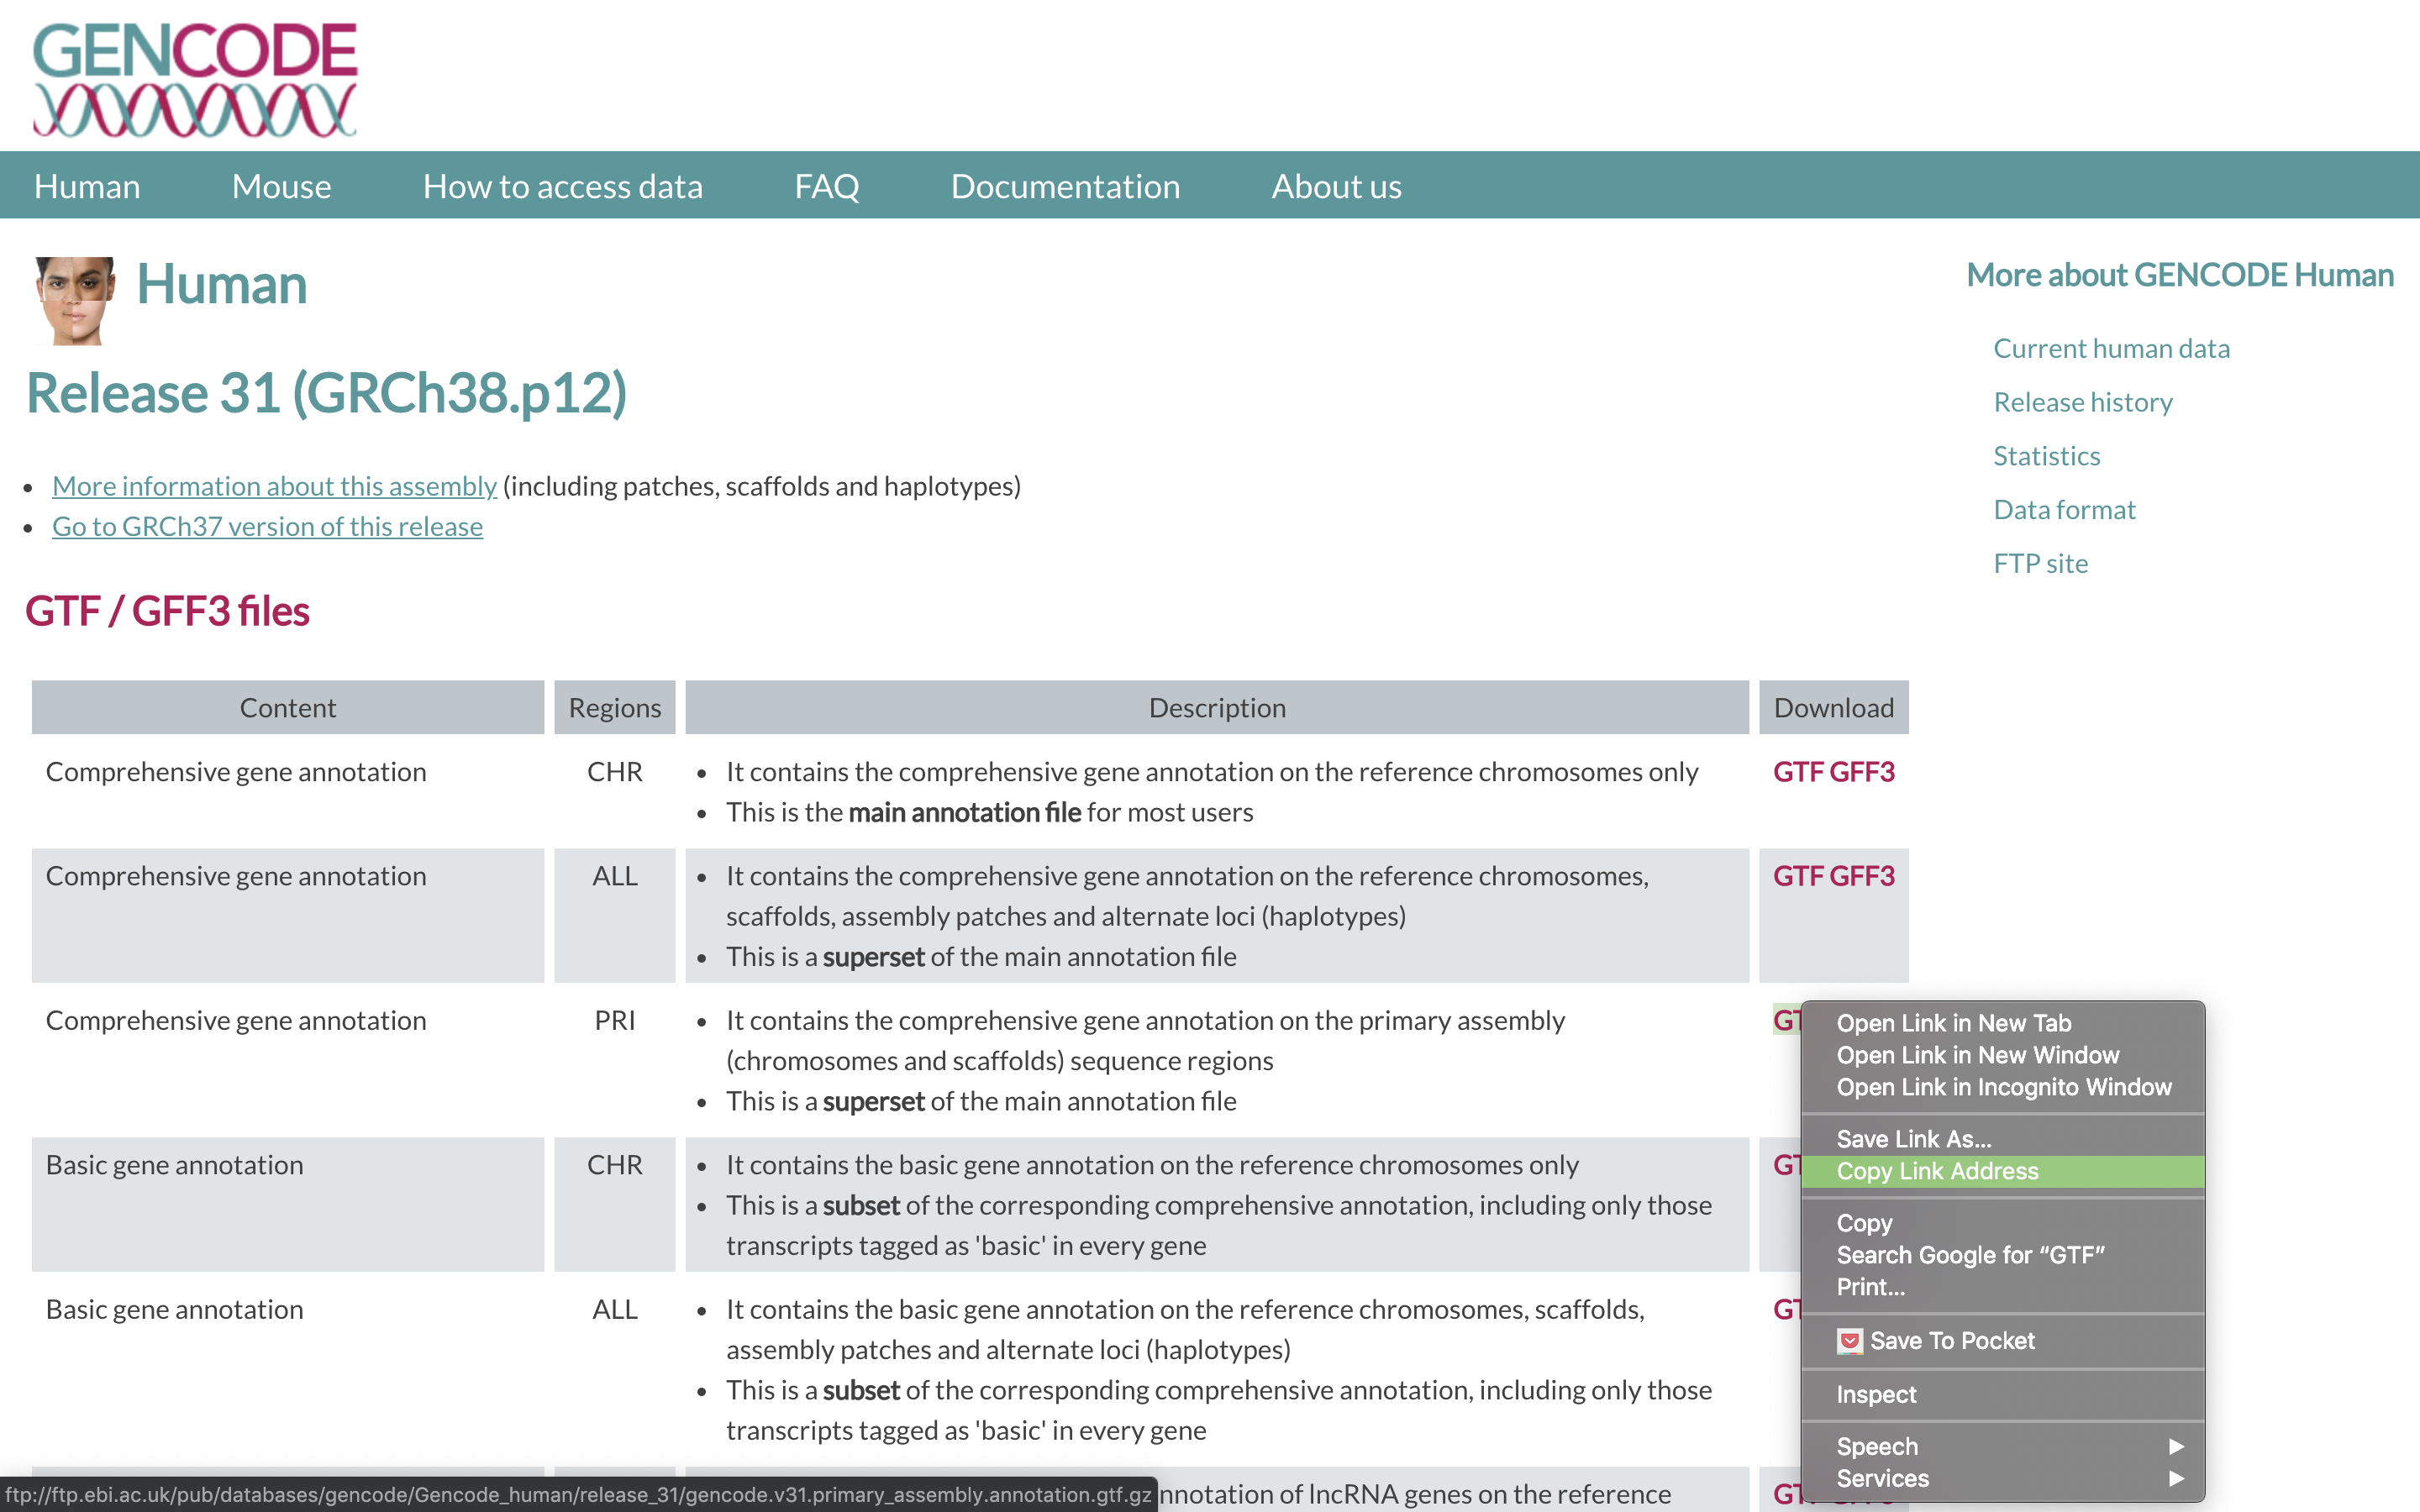 GENCODE
Human Mouse How to access data FAQ Documentation About us
Human
Release 31 (GRCh38.p12)
More information about this assembly (including patches, scaffolds and haplotypes)
Go to GRCh37 version of this release
GTF / GFF3 files
Content Regions Description Download
Comprehensive gene annotation CHR It contains the comprehensive gene annotation on the reference chromosomes only GTF GFF3
This is the main annotation file for most users
Comprehensive gene annotation ALL It contains the comprehensive gene annotation on the reference chromosomes, GTF GFF3
scaffolds, assembly patches and alternate loci (haplotypes)
This is a superset of the main annotation file
Comprehensive gene annotation PRI It contains the comprehensive gene annotation on the primary assembly
(chromosomes and scaffolds) sequence regions
This is a superset of the main annotation file
Basic gene annotation CHR It contains the basic gene annotation on the reference chromosomes only
This is a subset of the corresponding comprehensive annotation, including only those
transcripts tagged as 'basic' in every gene
Basic gene annotation ALL It contains the basic gene annotation on the reference chromosomes, scaffolds,
assembly patches and alternate loci (haplotypes)
This is a subset of the corresponding comprehensive annotation, including only those
transcripts tagged as 'basic' in every gene
nnotation of lncRNA genes on the reference
ftp://ftp.ebi.ac.uk/pub/databases/gencode/Gencode_human/release_31/gencode.v31.primary_assembly.annotation.gtf.gz
More about GENCODE Human
Current human data
Release history
Statistics
Data format
FTP site
Open Link in New Tab
Open Link in New Window
Open Link in Incognito Window
Save Link As...
Copy Link Address
Copy
Search Google for “GTF”
Print...
Save To Pocket
Inspect
Speech
Services